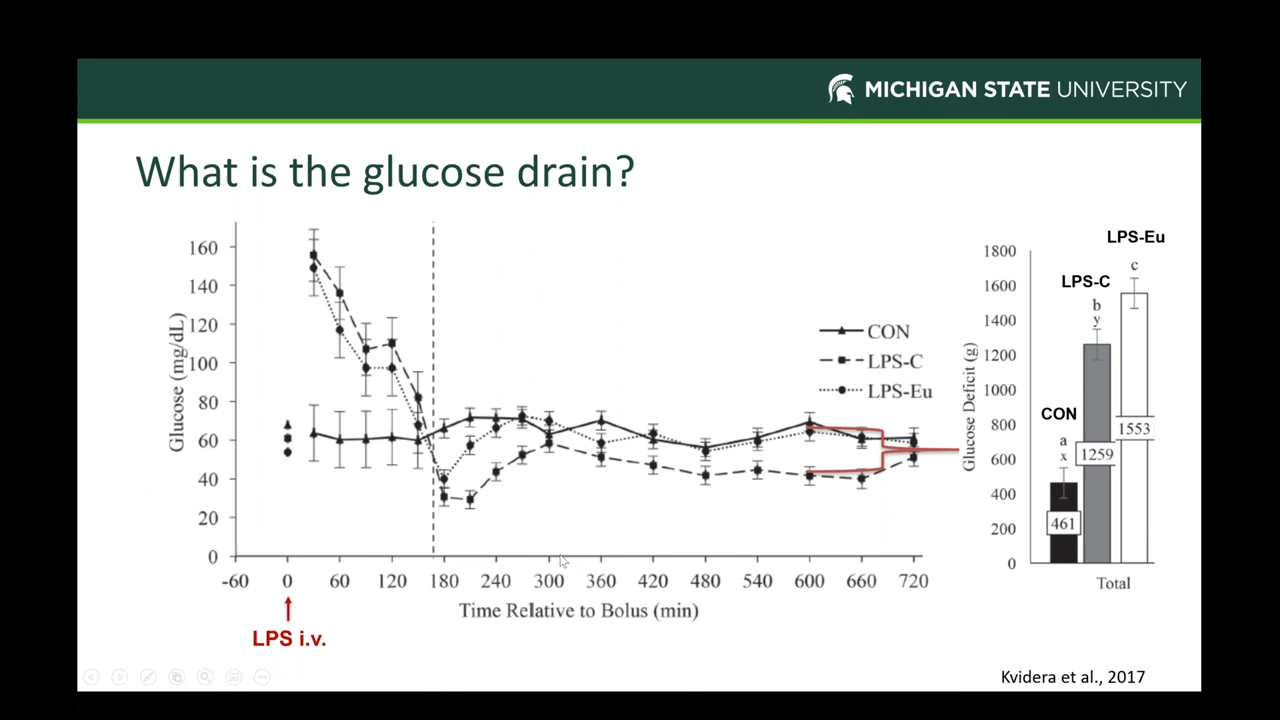 MICHIGAN STATE UNIVERSITY
What is the glucose drain?
Glucose (mg/dL)
160
140
120
100
80
60
40
20
0
-60 0 60 120 180 240 300 360 420 480 540 600 660 720
Time Relative to Bolus (min)
LPS i.v.
CON
LPS-C
LPS-Eu
Glucose Deficit (g)
1800
1600
1400
1200
1000
800
600
400
200
0
LPS-Eu
c
LPS-C
b
y
CON
a
x
1553
1259
461
Total
Kvidera et al., 2017